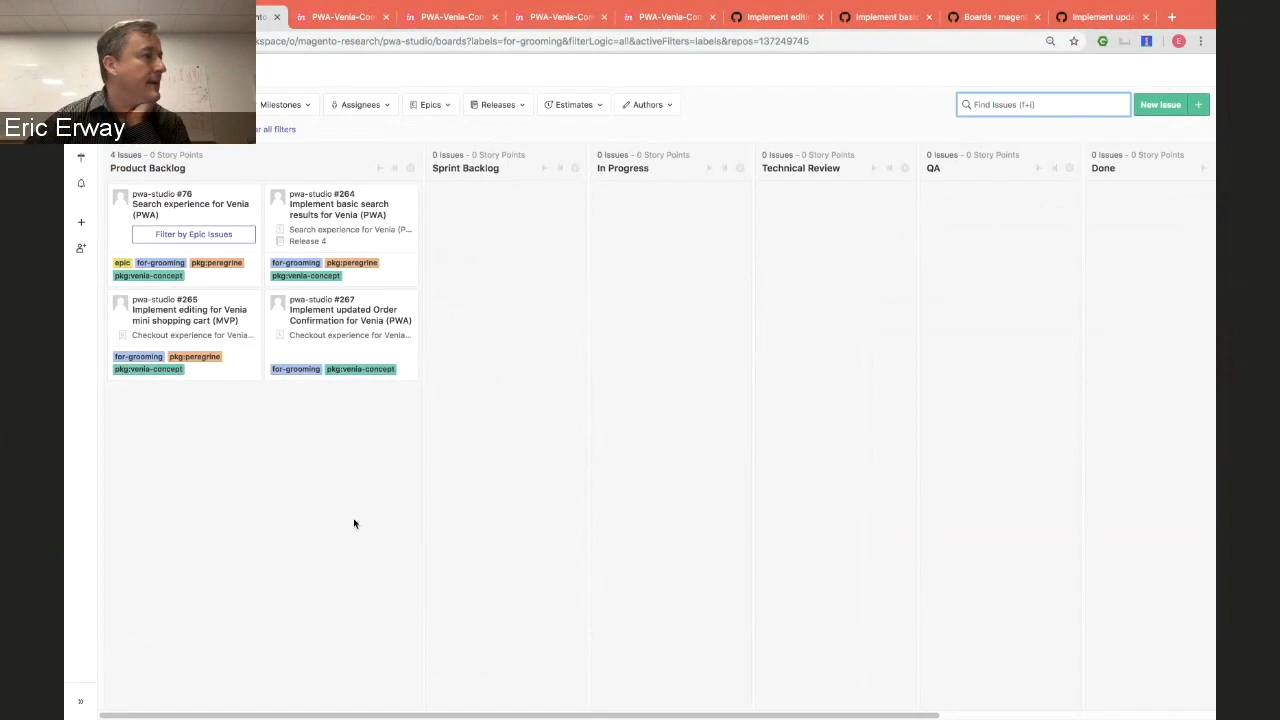 PWA-Venia-Con
PWA-Venia-Con
PWA-Venia-Con
PWA-Venia-Con
Implement editi
Implement basic
Boards · magen
Implement upda
kspace/o/magento-research/pwa-studio/boards?labels=for-grooming&filterLogic=all&activeFilters=labels&repos=137249745
Milestones
Assignees
Epics
Releases
Estimates
Authors
Find Issues (f+i)
New Issue
Eric Erway
ar all filters
4 Issues - 0 Story Points
Product Backlog
0 Issues - 0 Story Points
Sprint Backlog
0 Issues - 0 Story Points
In Progress
0 Issues - 0 Story Points
Technical Review
0 Issues - 0 Story Points
QA
0 Issues - 0 Story Points
Done
pwa-studio #76
Search experience for Venia
(PWA)
Filter by Epic Issues
epic for-grooming pkg:peregrine
pkg:venia-concept
pwa-studio #264
Implement basic search
results for Venia (PWA)
Search experience for Venia (P...
Release 4
for-grooming pkg:peregrine
pkg:venia-concept
pwa-studio #265
Implement editing for Venia
mini shopping cart (MVP)
Checkout experience for Venia...
for-grooming pkg:peregrine
pkg:venia-concept
pwa-studio #267
Implement updated Order
Confirmation for Venia (PWA)
Checkout experience for Venia...
for-grooming pkg:venia-concept